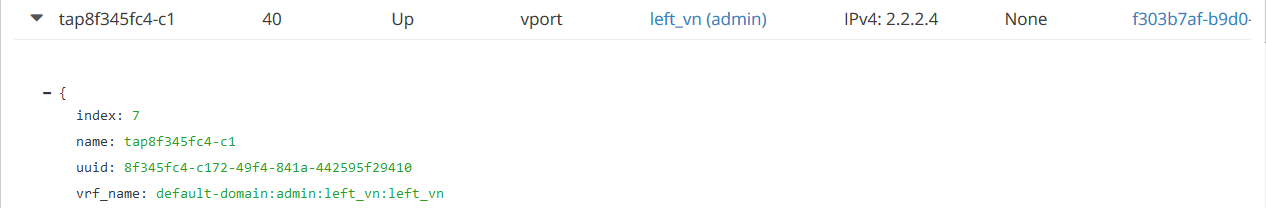 tap8f345fc4-c1 40 Up vport left_vn (admin) IPv4: 2.2.2.4 None f303b7af-b9d0-
{
index: 7
name: tap8f345fc4-c1
uuid: 8f345fc4-c172-49f4-841a-442595f29410
vrf_name: default-domain:admin:left_vn:left_vn